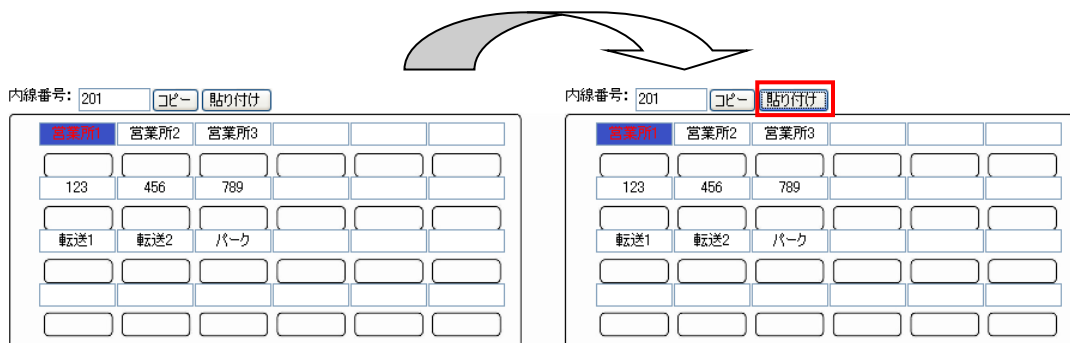 内線番号: 201 コピー 貼り付け
営業所1 営業所2 営業所3
123 456 789
転送1 転送2 パーク
内線番号: 201 コピー 貼り付け
営業所1 営業所2 営業所3
123 456 789
転送1 転送2 パーク